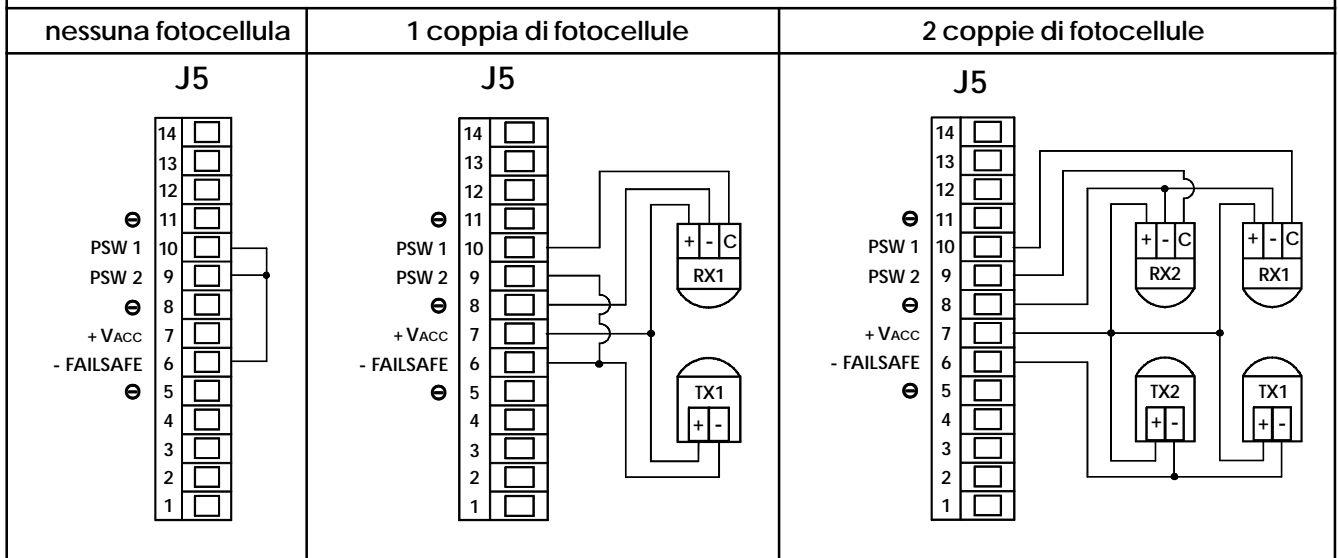 nessuna fotocellula
1 coppia di fotocellule
2 coppie di fotocellule
J5
14
13
12
⊖ 11
PSW 1 10
PSW 2 9
⊖ 8
+ VACC 7
- FAILSAFE 6
⊖ 5
4
3
2
1
J5
14
13
12
⊖ 11
PSW 1 10
PSW 2 9
⊖ 8
+ VACC 7
- FAILSAFE 6
⊖ 5
4
3
2
1
+ - C
RX1
TX1
+ -
J5
14
13
12
⊖ 11
PSW 1 10
PSW 2 9
⊖ 8
+ VACC 7
- FAILSAFE 6
⊖ 5
4
3
2
1
+ - C
RX2
+ - C
RX1
TX2
+ -
TX1
+ -